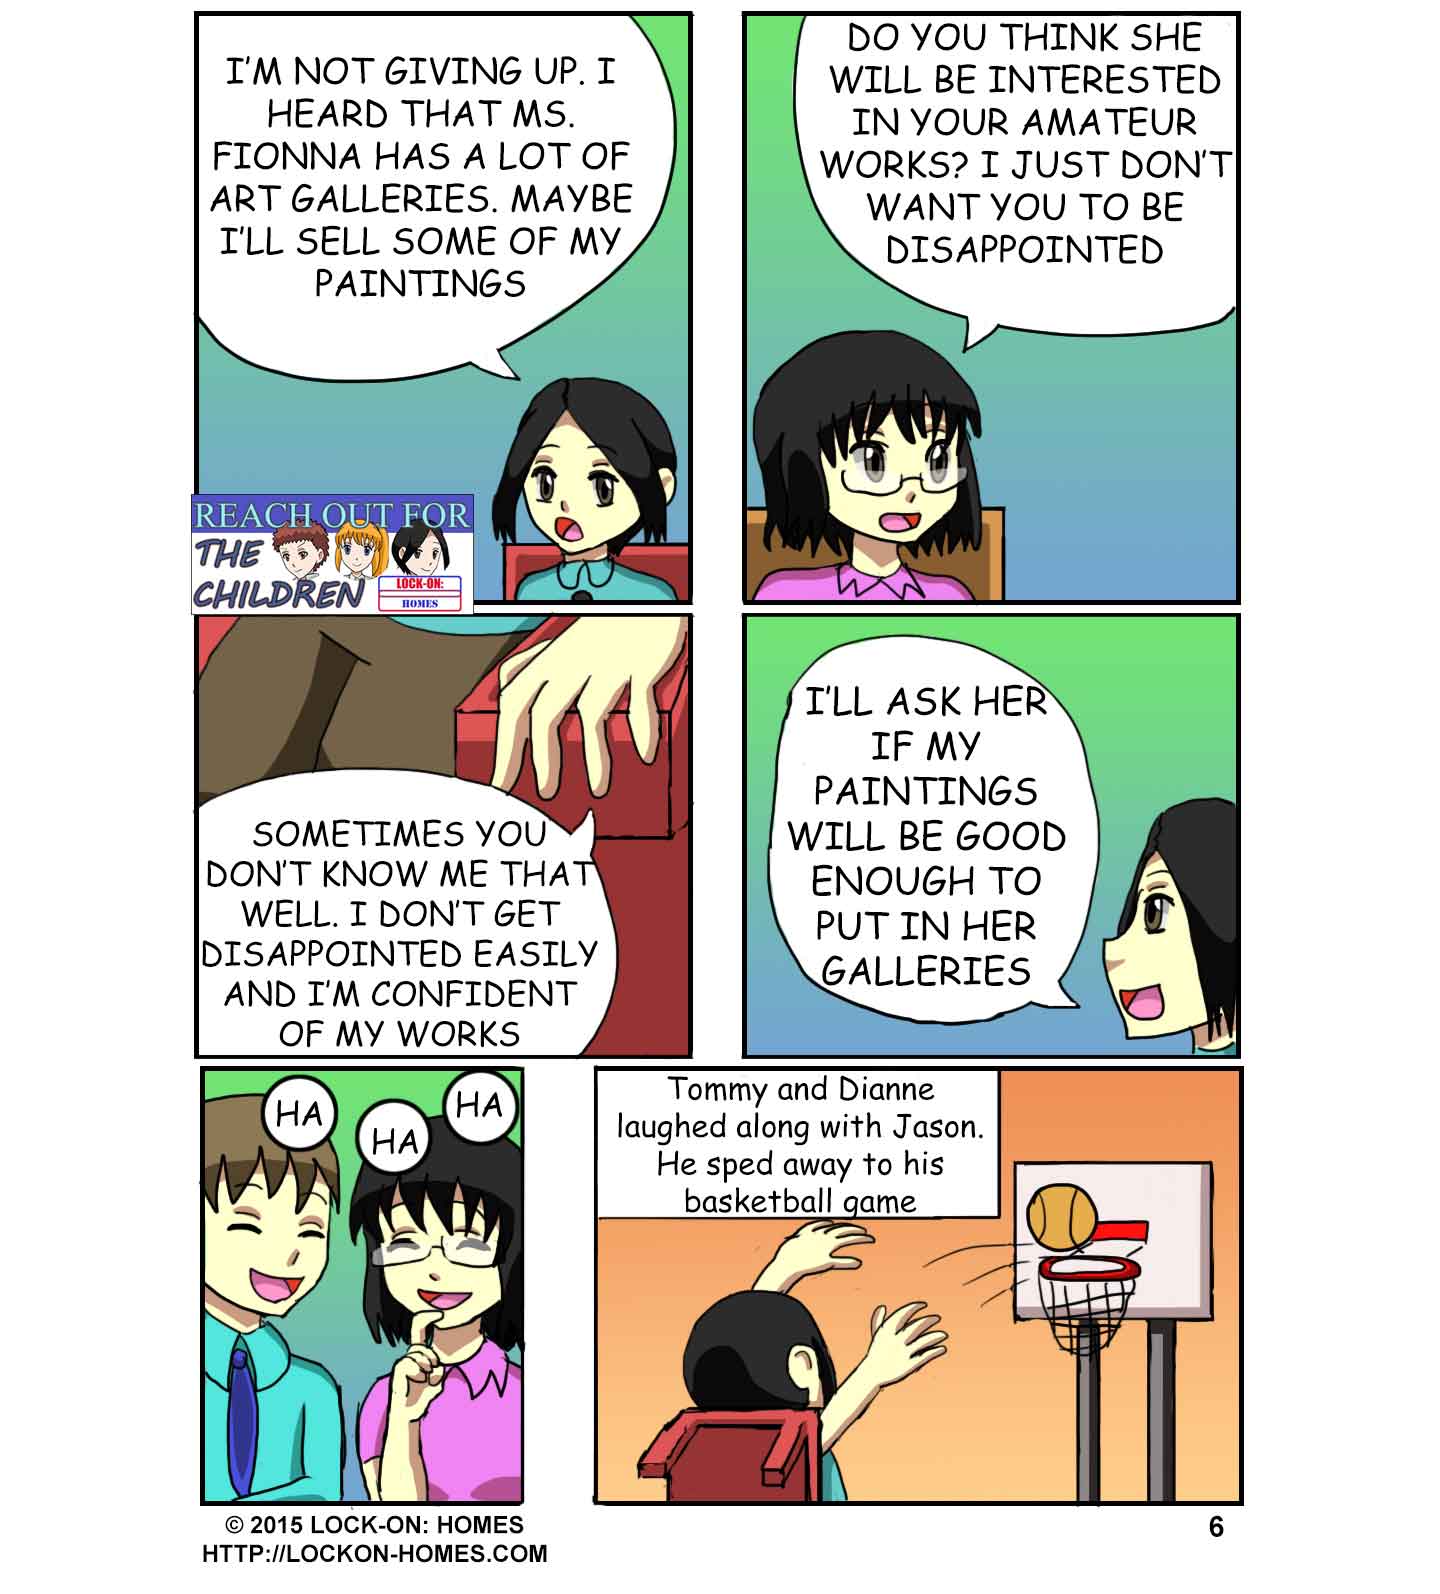 I'M NOT GIVING UP. I
HEARD THAT MS.
FIONNA HAS A LOT OF
ART GALLERIES. MAYBE
I'LL SELL SOME OF MY
PAINTINGS
DO YOU THINK SHE
WILL BE INTERESTED
IN YOUR AMATEUR
WORKS? I JUST DON'T
WANT YOU TO BE
DISAPPOINTED
REACH OUT FOR
THE
CHILDREN
LOCK-ON:
HOMES
SOMETIMES YOU
DON'T KNOW ME THAT
WELL. I DON'T GET
DISAPPOINTED EASILY
AND I'M CONFIDENT
OF MY WORKS
I'LL ASK HER
IF MY
PAINTINGS
WILL BE GOOD
ENOUGH TO
PUT IN HER
GALLERIES
HA
HA
HA
Tommy and Dianne
laughed along with Jason.
He sped away to his
basketball game
© 2015 LOCK-ON: HOMES
HTTP://LOCKON-HOMES.COM
6